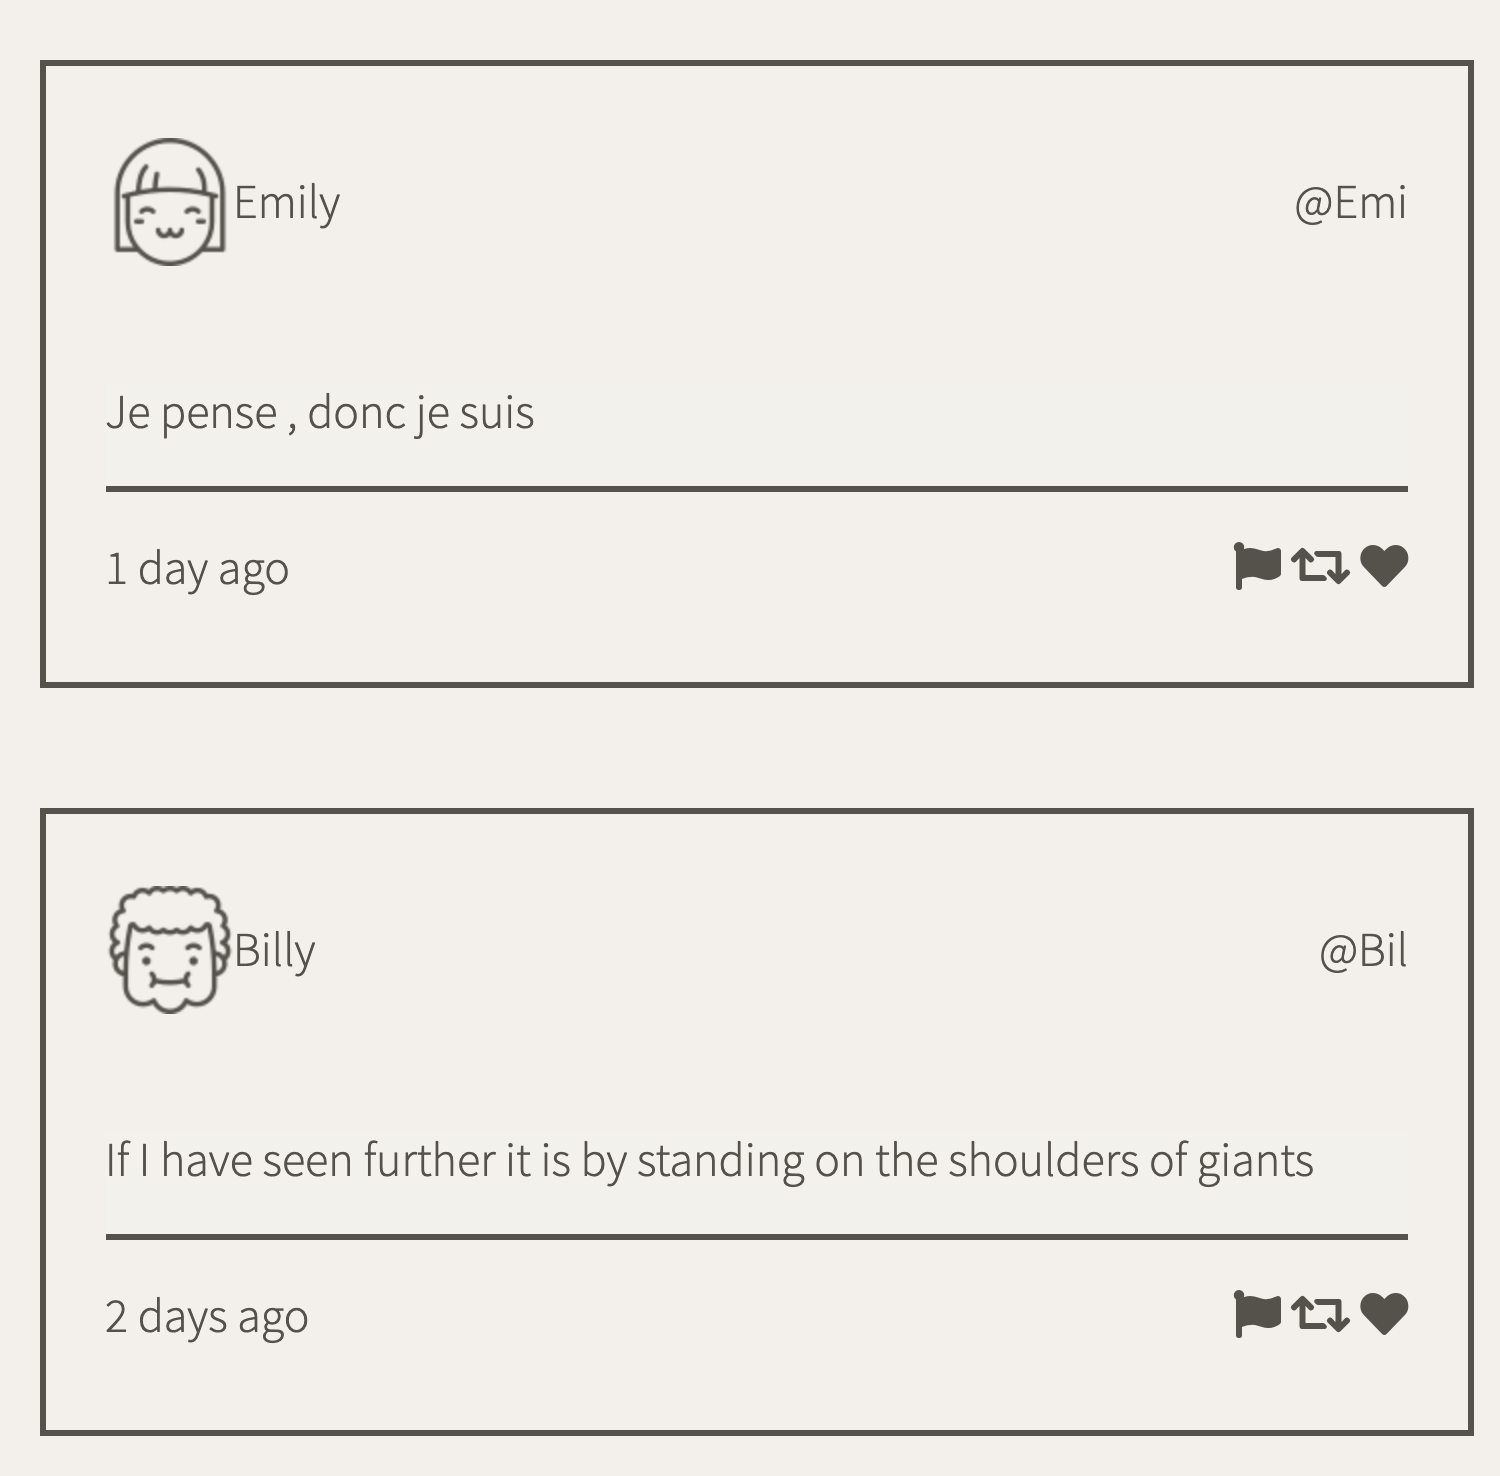 Emily @Emi
Je pense , donc je suis
1 day ago
Billy @Bil
If I have seen further it is by standing on the shoulders of giants
2 days ago